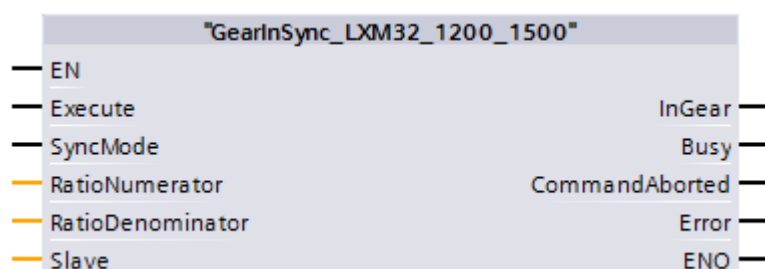 "GearInSync_LXM32_1200_1500"
EN
Execute InGear
SyncMode Busy
RatioNumerator CommandAborted
RatioDenominator Error
Slave ENO